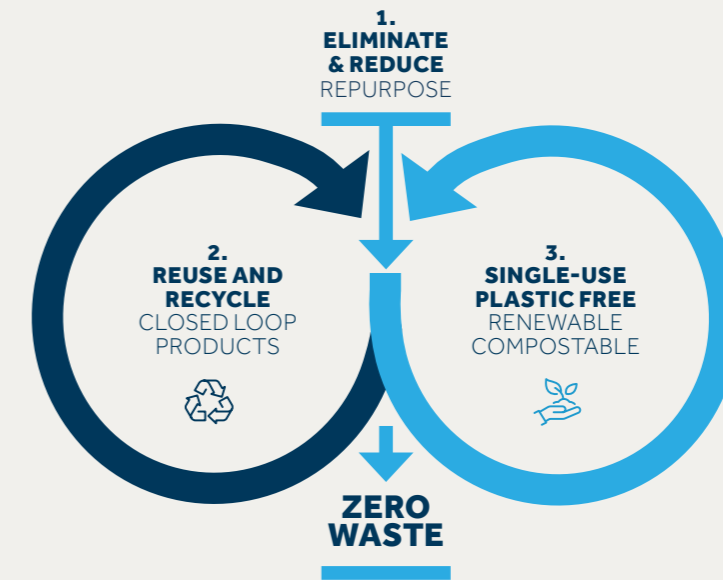 1.
ELIMINATE
& REDUCE
REPURPOSE
2.
REUSE AND
RECYCLE
CLOSED LOOP
PRODUCTS
3.
SINGLE-USE
PLASTIC FREE
RENEWABLE
COMPOSTABLE
ZERO
WASTE